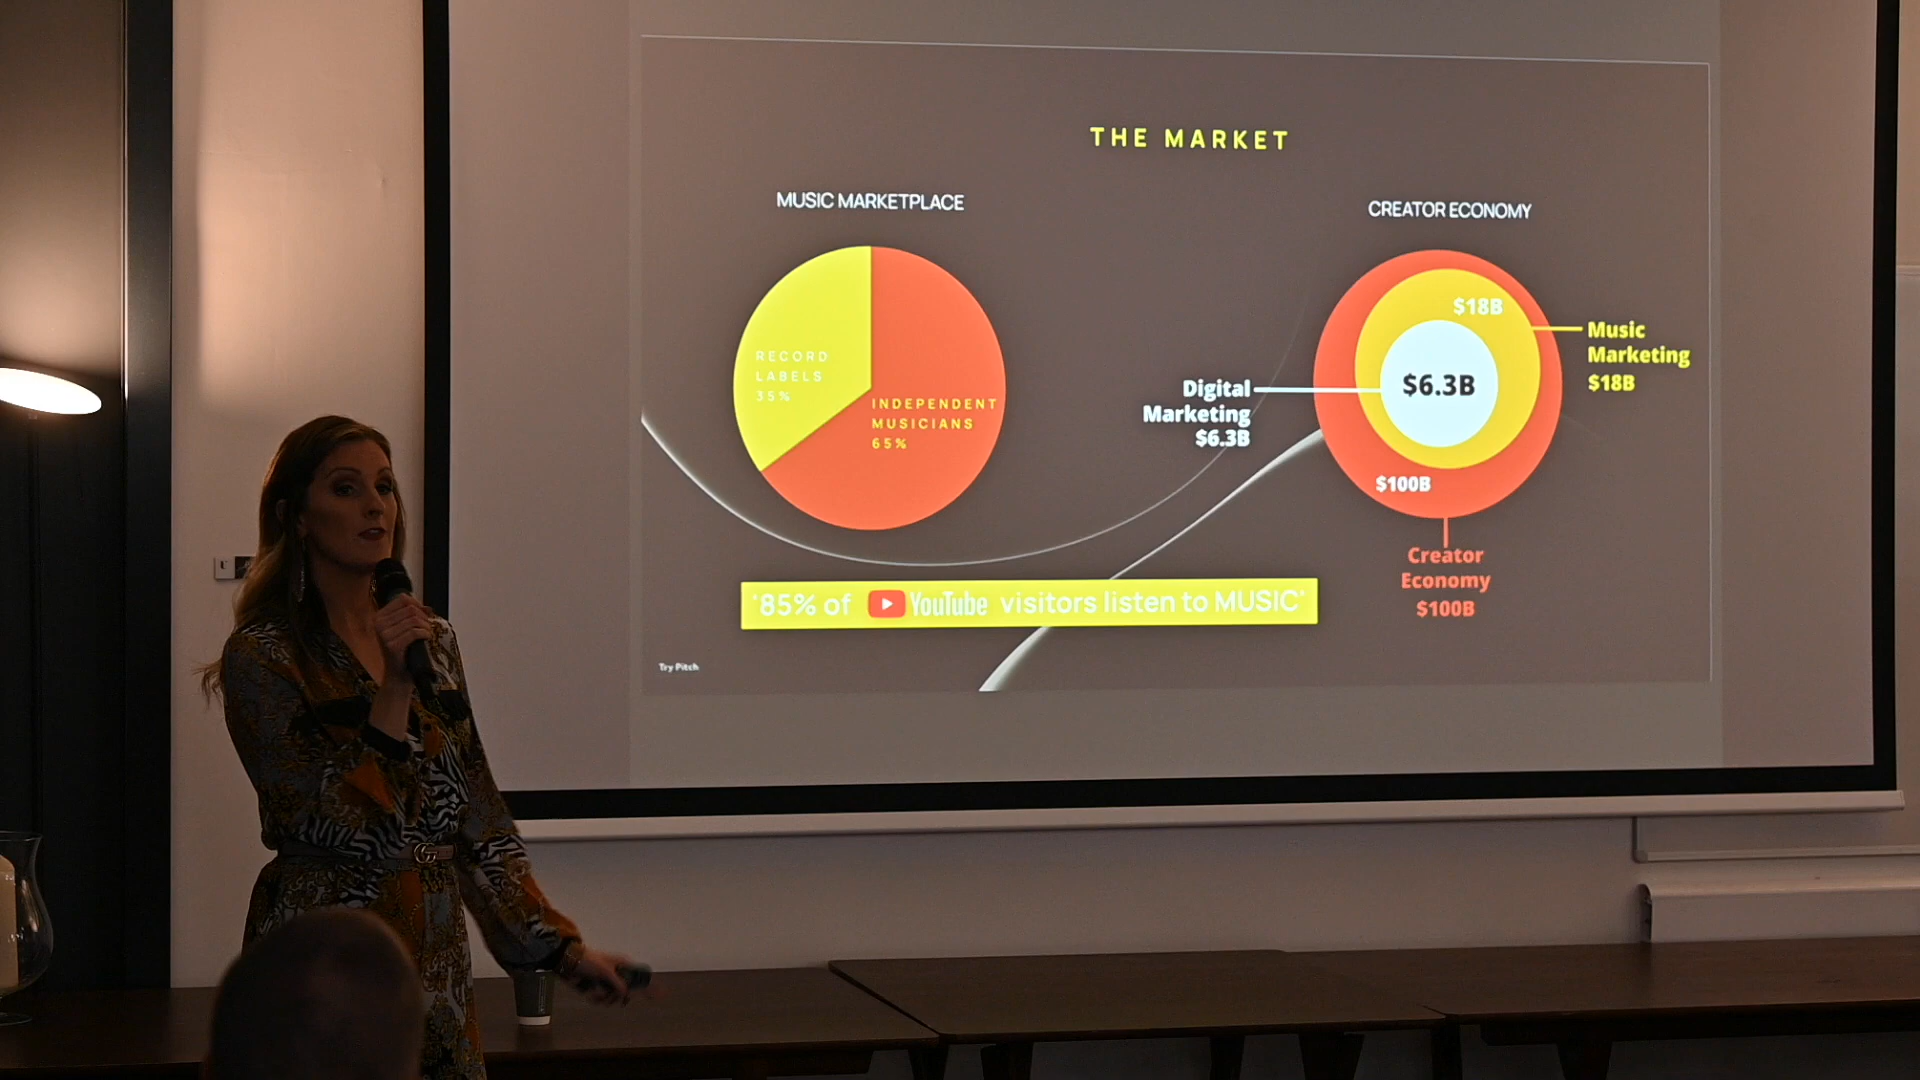 THE MARKET
MUSIC MARKETPLACE
RECORD
LABELS
35%
INDEPENDENT
MUSICIANS
65%
CREATOR ECONOMY
$18B
$6.3B
$100B
Digital
Marketing
$6.3B
Music
Marketing
$18B
Creator
Economy
$100B
'85% of YouTube visitors listen to MUSIC'
Try Pitch